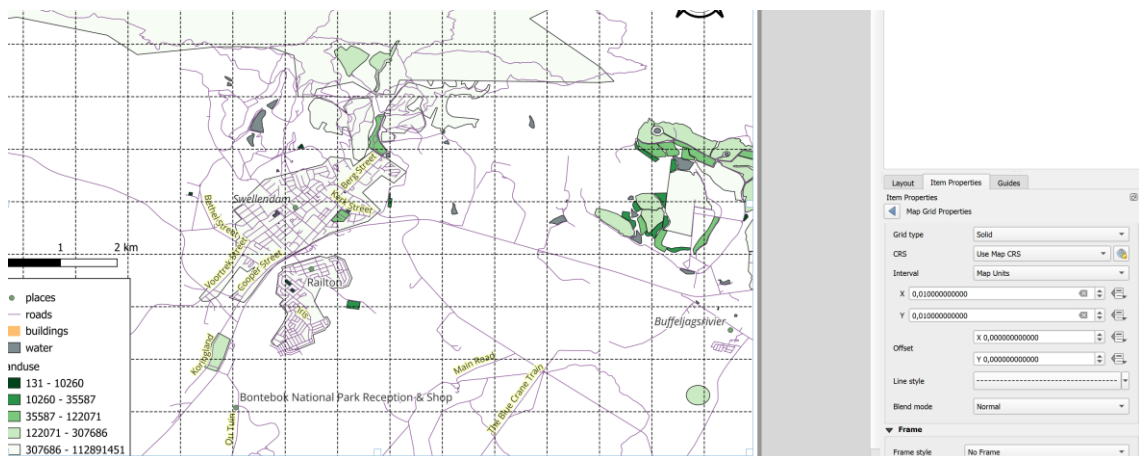 Berg Street
Swellendam
Kerk Street
Bethel Street
Voortrek Street
Cooper Street
1 2 km
Railton
Iris
places
roads
buildings
water
anduse
131 - 10260
10260 - 35587
35587 - 122071
122071 - 307686
307686 - 112891451
Koringland
Buffeljagsrivier
Main Road
The Blue Crane Train
Bontebok National Park Reception & Shop
Ou Tuin
Layout Item Properties Guides
Item Properties
Map Grid Properties
Grid type Solid
CRS Use Map CRS
Interval Map Units
X 0,010000000000
Y 0,010000000000
Offset X 0,000000000000
Y 0,000000000000
Line style
Blend mode Normal
Frame
Frame style No Frame